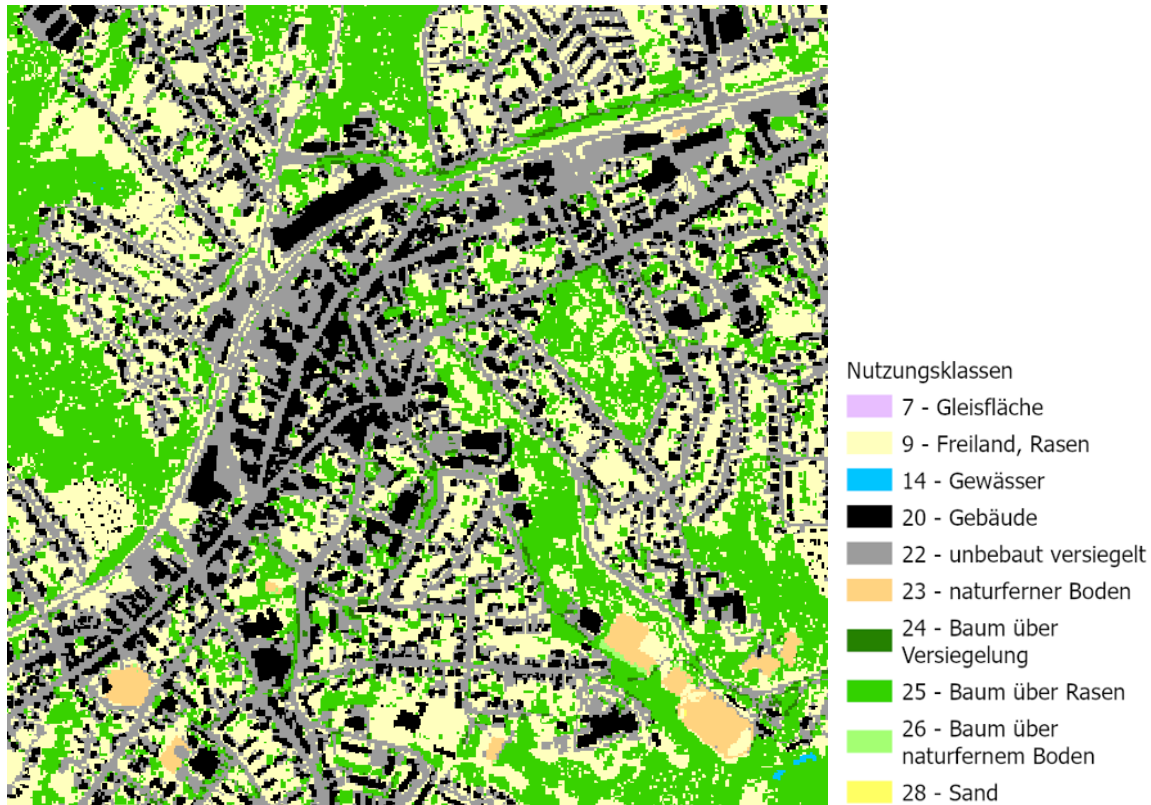 Nutzungsklassen
7 - Gleisfläche
9 - Freiland, Rasen
14 - Gewässer
20 - Gebäude
22 - unbebaut versiegelt
23 - naturferner Boden
24 - Baum über
Versiegelung
25 - Baum über Rasen
26 - Baum über
naturfernem Boden
28 - Sand